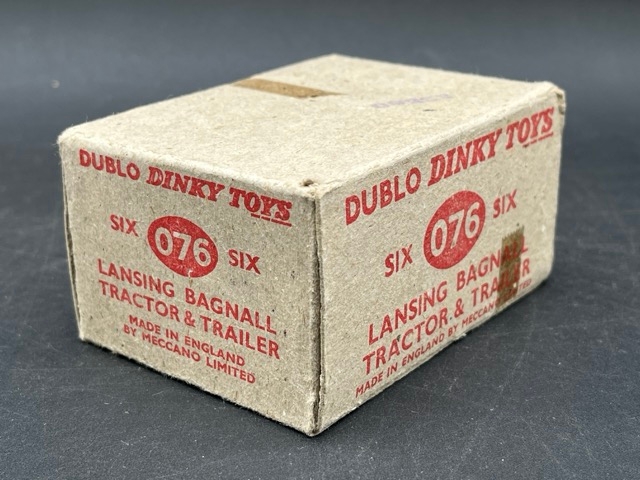 DUBLO DINKY TOYS
SIX 076 SIX
LANSING BAGNALL
TRACTOR & TRAILER
MADE IN ENGLAND
BY MECCANO LIMITED
DUBLO DINKY TOYS
SIX 076 SIX
LANSING BAGNALL
TRACTOR & TRAILER
MADE IN ENGLAND BY MECCANO LIMITED